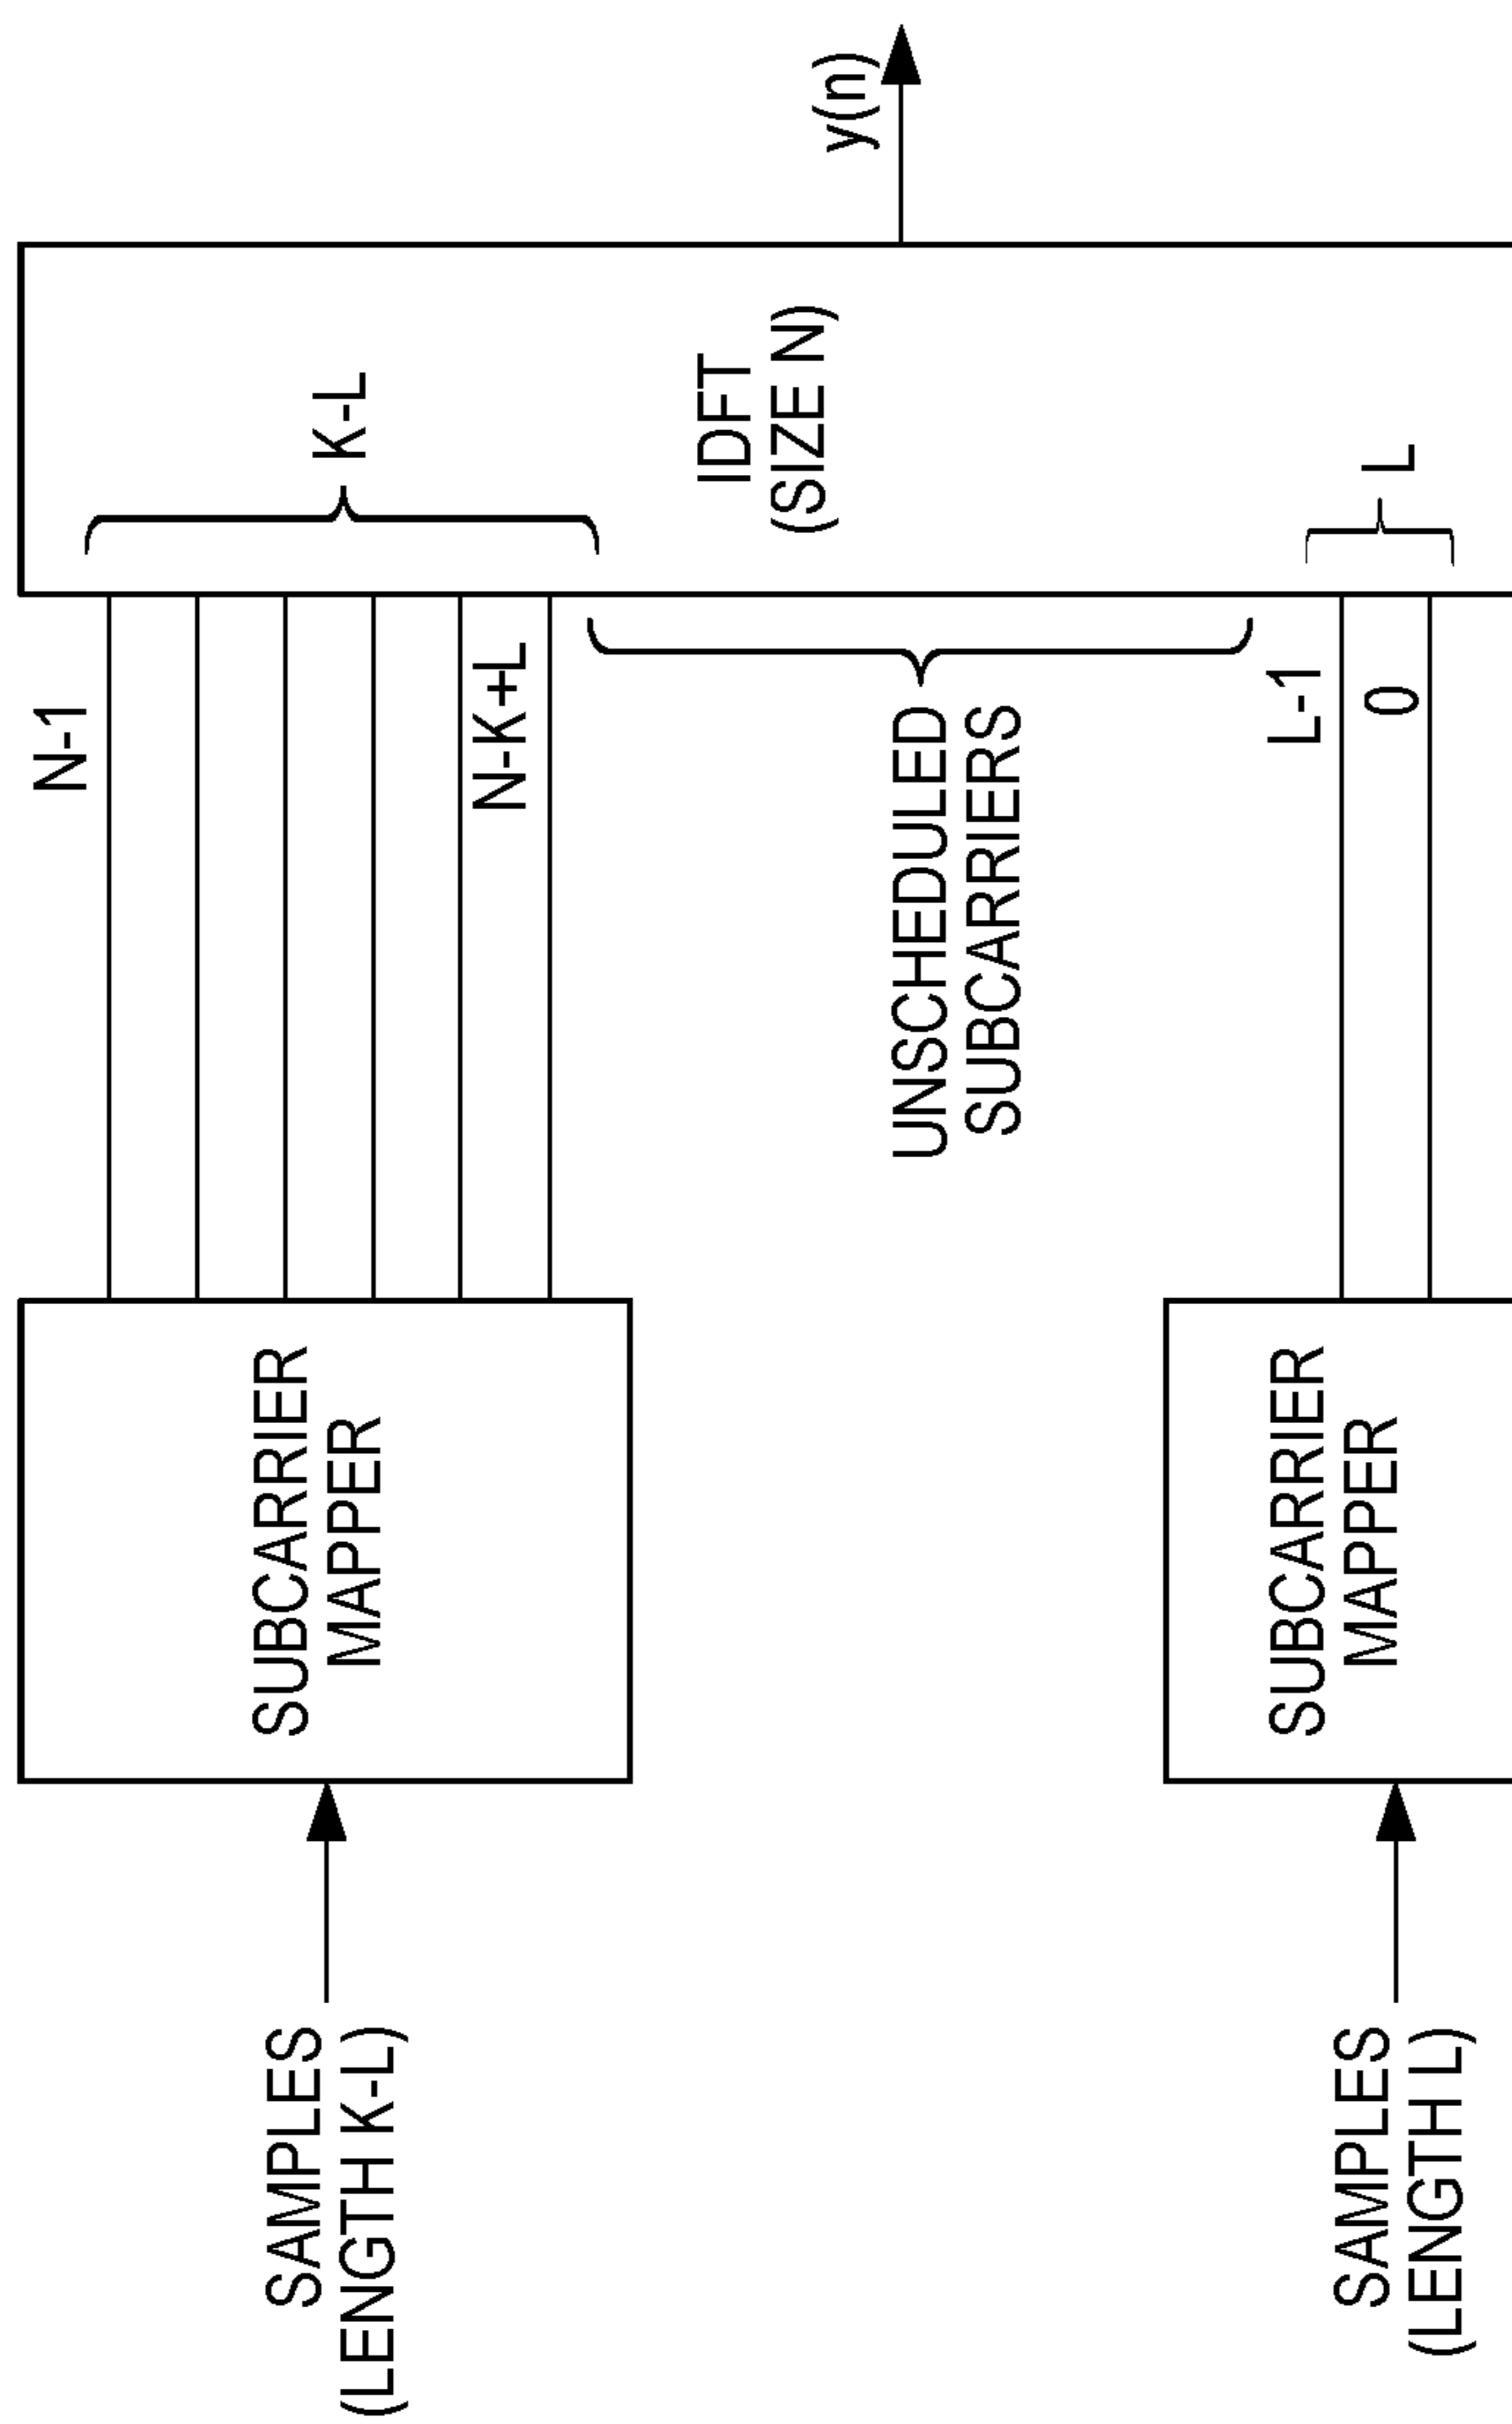 SAMPLES
(LENGTH K-L)
SUBCARRIER
MAPPER
N-1
N-K+L
K-L
UNSCHEDULED
SUBCARRIERS
IDFT
(SIZE N)
y(n)
SAMPLES
(LENGTH L)
SUBCARRIER
MAPPER
L-1
0
L